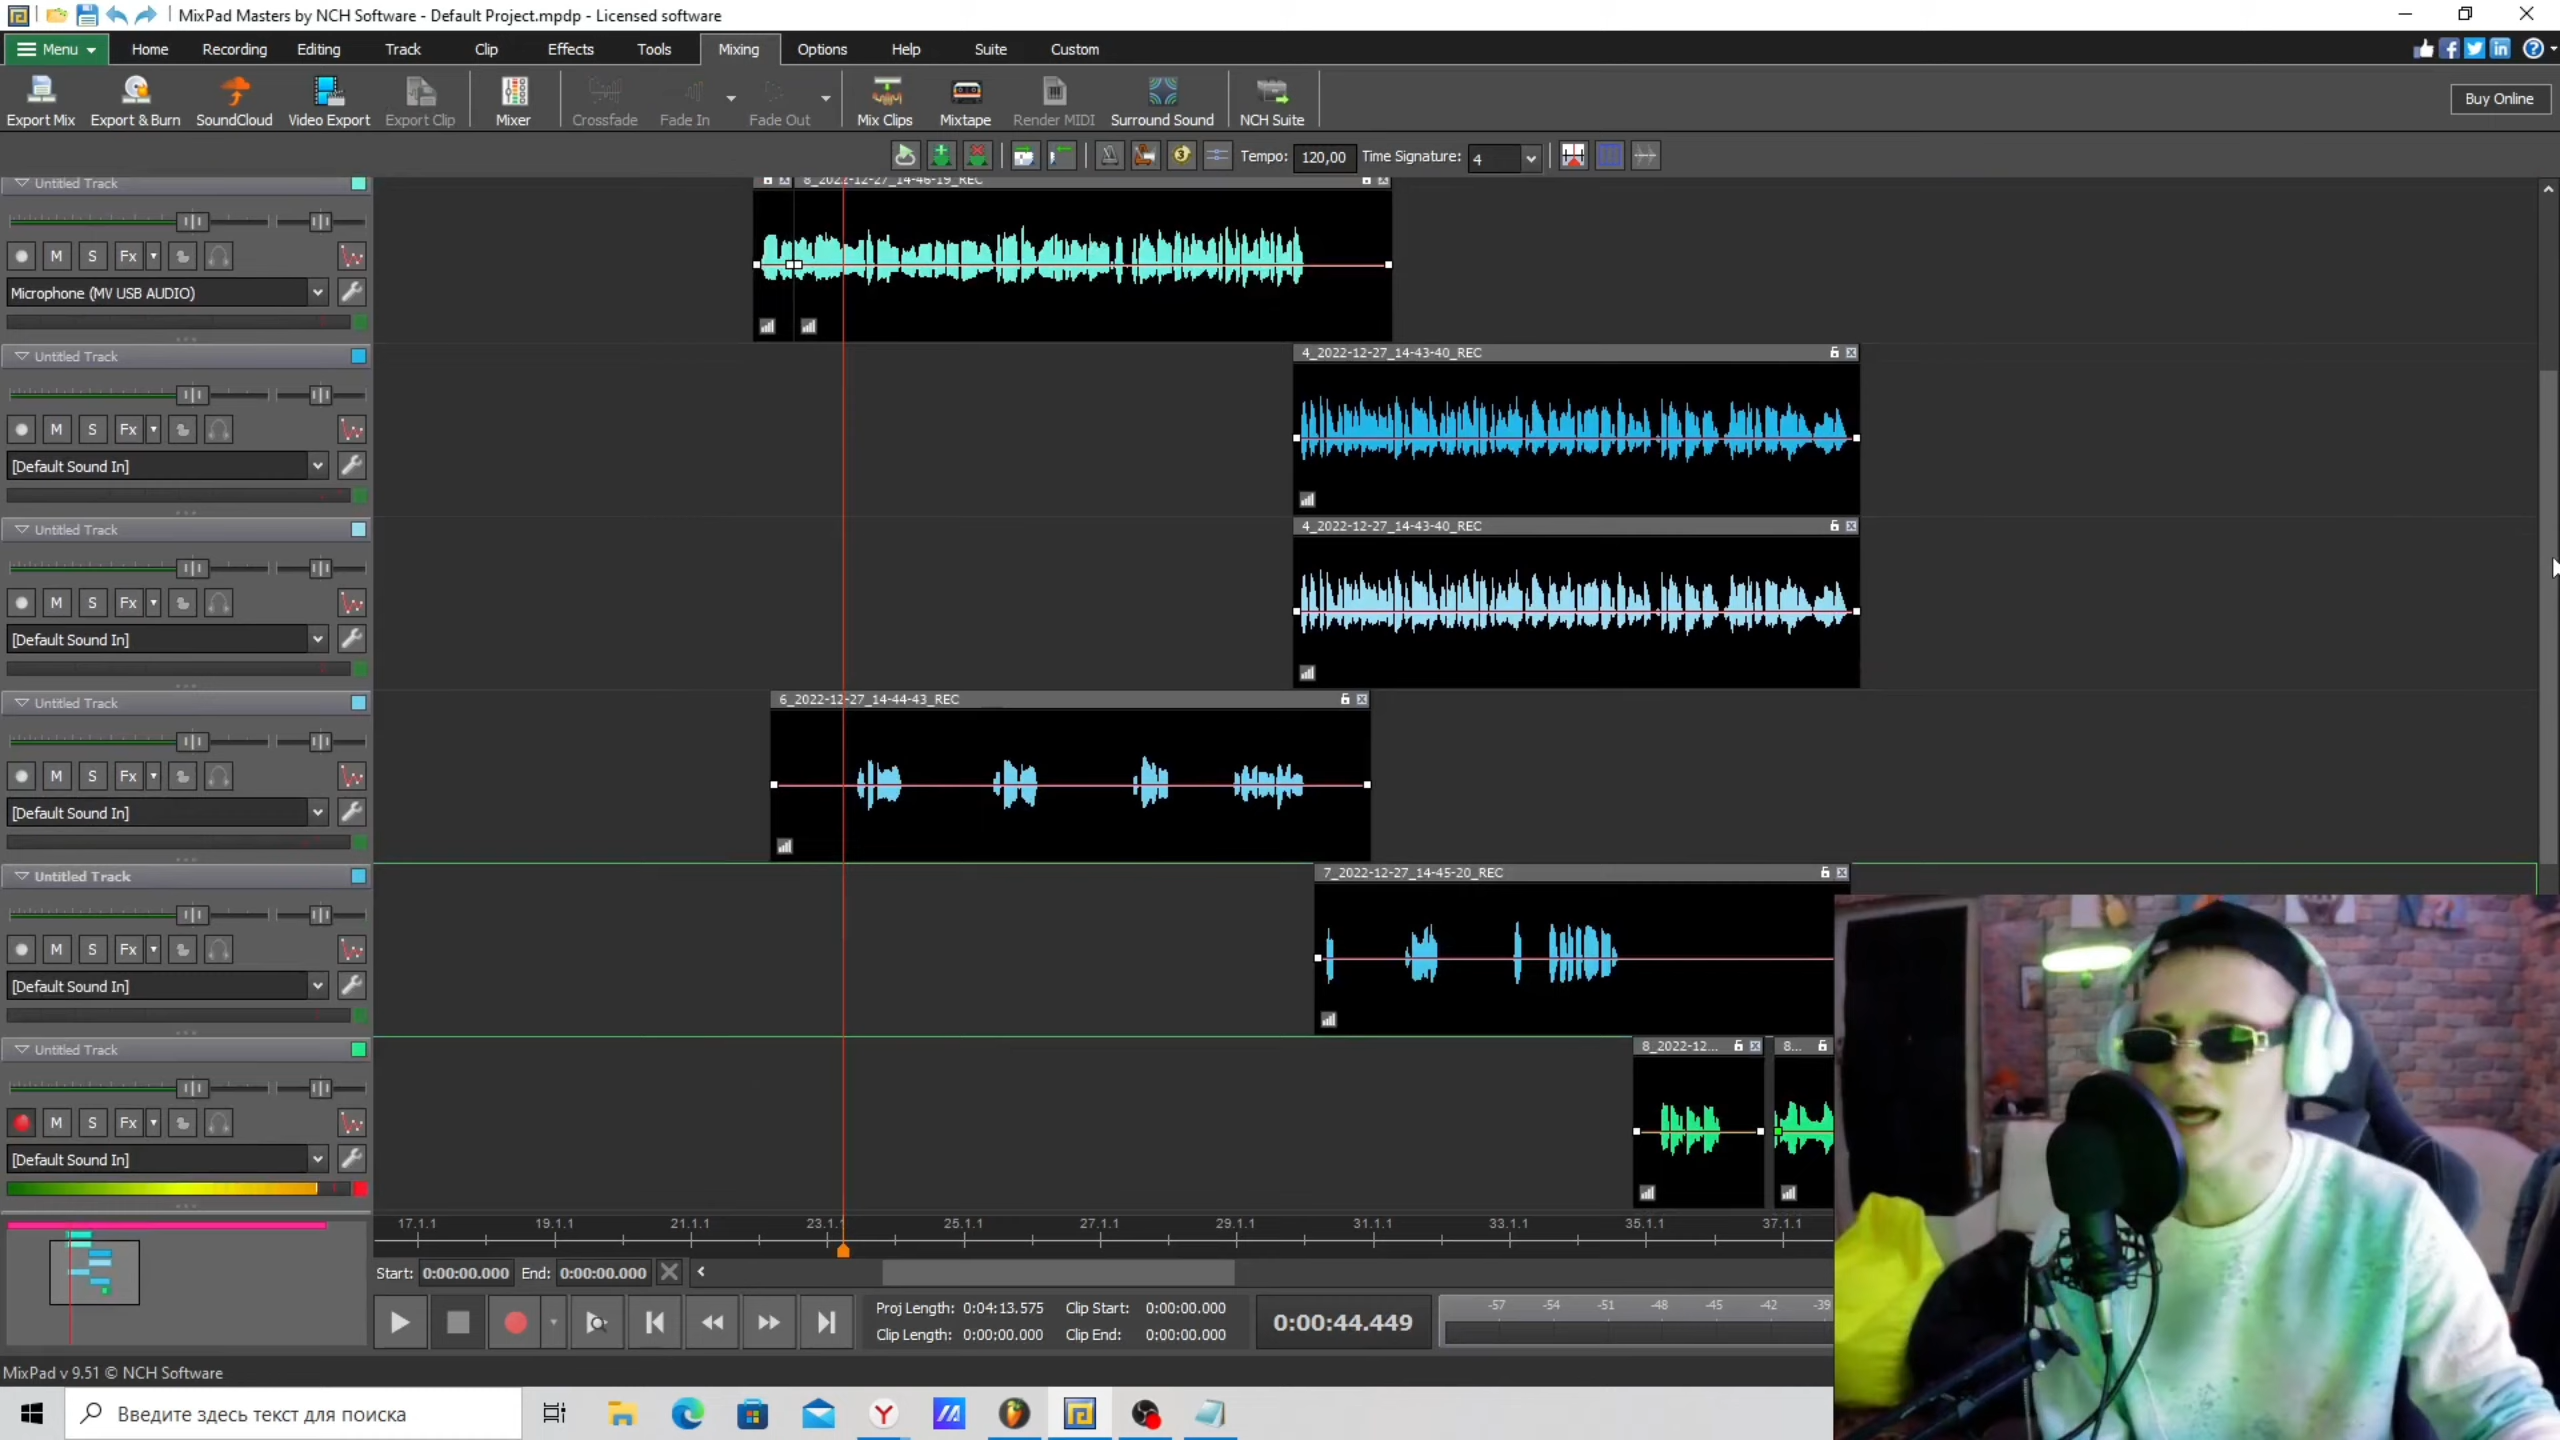 MixPad Masters by NCH Software - Default Project.mpdp - Licensed software
Menu Home Recording Editing Track Clip Effects Tools Mixing Options Help Suite Custom
Export Mix Export & Burn SoundCloud Video Export Export Clip Mixer Crossfade Fade In Fade Out Mix Clips Mixtape Render MIDI Surround Sound NCH Suite Buy Online
Tempo: 120,00 Time Signature: 4
Untitled Track
8_2022-12-27_14-46-19_REC
M S Fx
Microphone (MV USB AUDIO)
Untitled Track
4_2022-12-27_14-43-40_REC
M S Fx
[Default Sound In]
Untitled Track
4_2022-12-27_14-43-40_REC
M S Fx
[Default Sound In]
Untitled Track
6_2022-12-27_14-44-43_REC
M S Fx
[Default Sound In]
Untitled Track
7_2022-12-27_14-45-20_REC
M S Fx
[Default Sound In]
Untitled Track
8_2022-12... 8...
M S Fx
[Default Sound In]
17.1.1 19.1.1 21.1.1 23.1.1 25.1.1 27.1.1 29.1.1 31.1.1 33.1.1 35.1.1 37.1.1
Start: 0:00:00.000 End: 0:00:00.000
Proj Length: 0:04:13.575 Clip Start: 0:00:00.000
Clip Length: 0:00:00.000 Clip End: 0:00:00.000
0:00:44.449
-57 -54 -51 -48 -45 -42 -39
MixPad v 9.51 © NCH Software
Введите здесь текст для поиска